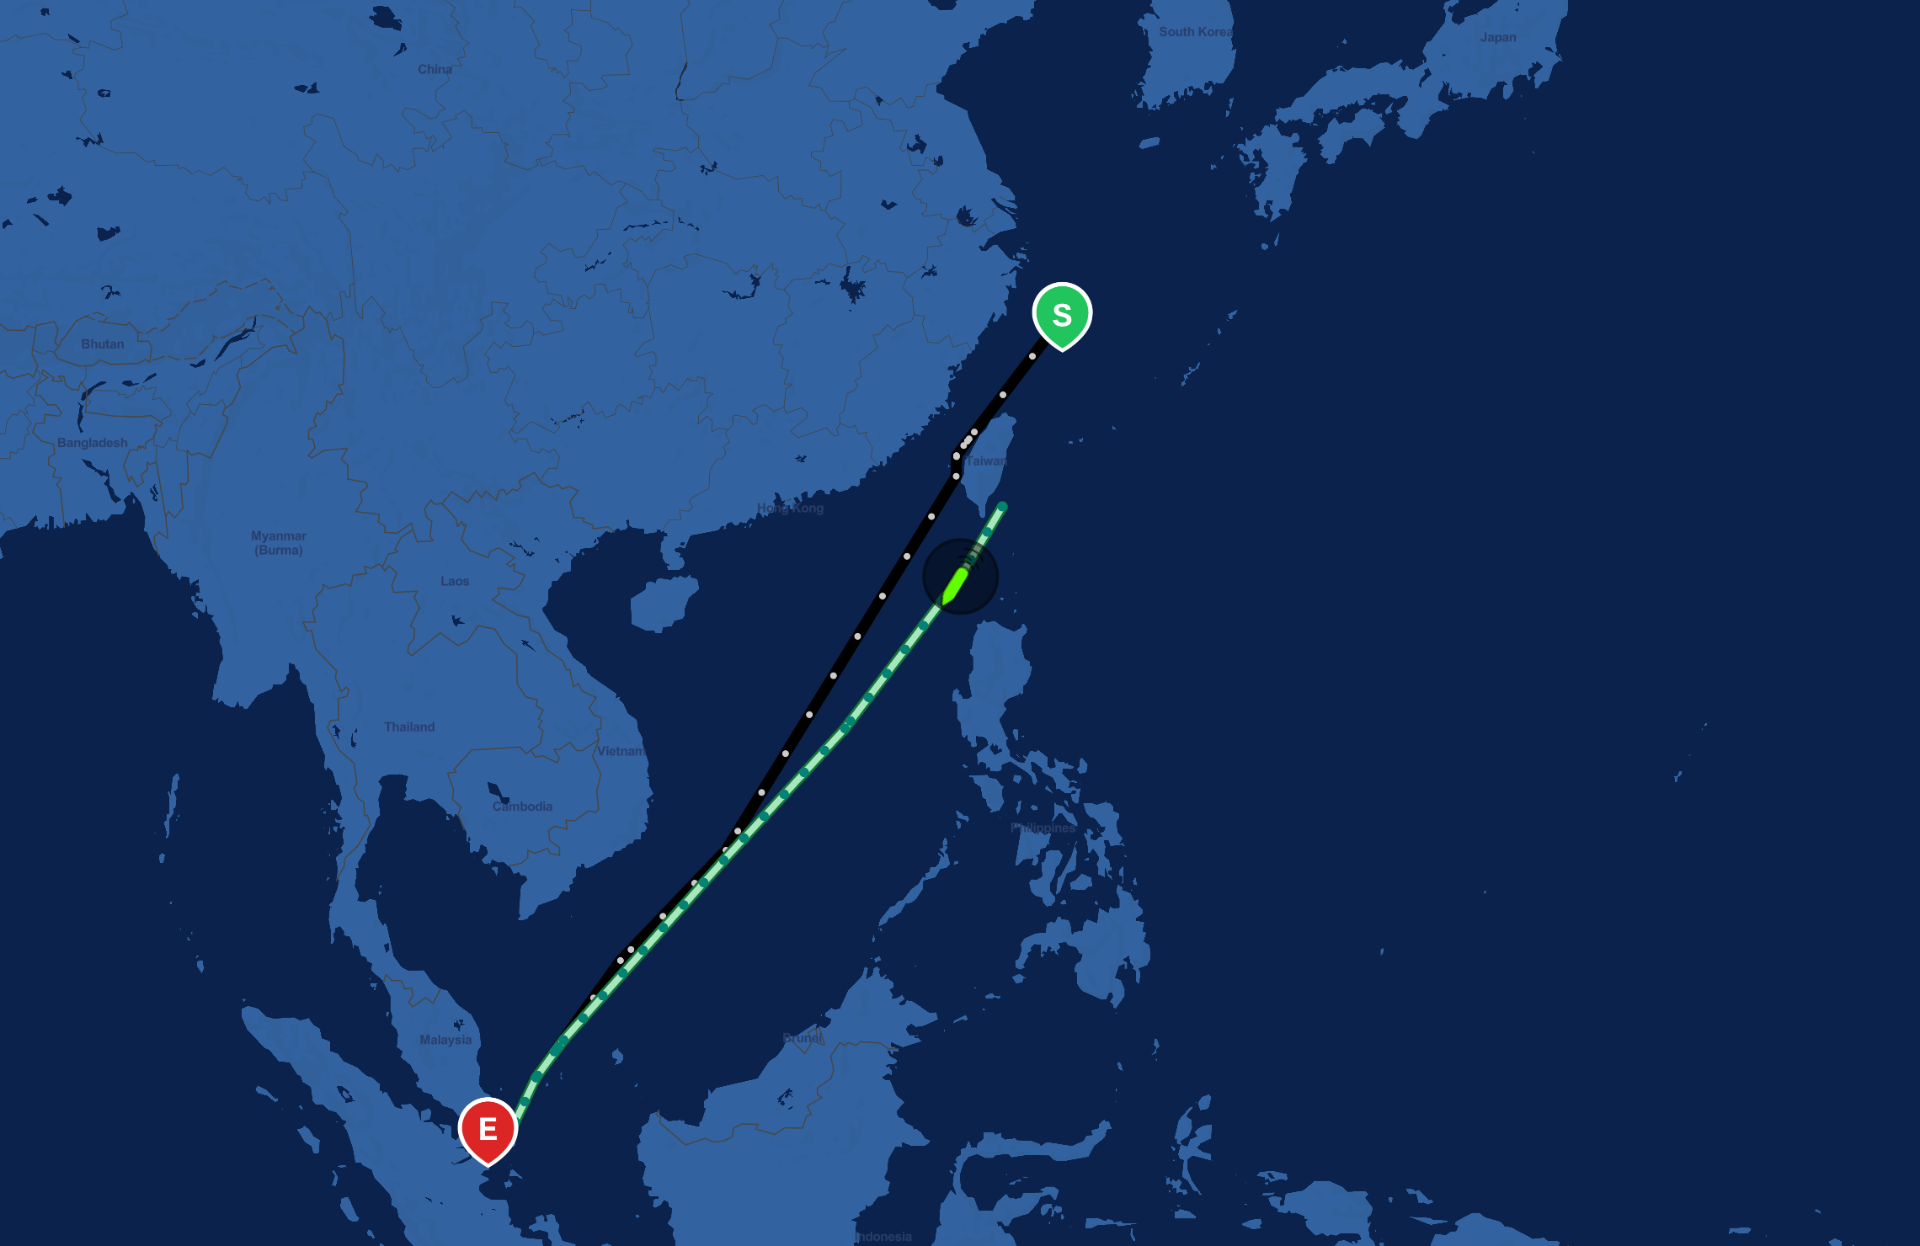 South Korea
Japan
China
S
Bhutan
Bangladesh
Taiwan
Hong Kong
Myanmar
(Burma)
Laos
Thailand
Vietnam
Cambodia
Philippines
Malaysia
Brunei
E
Indonesia